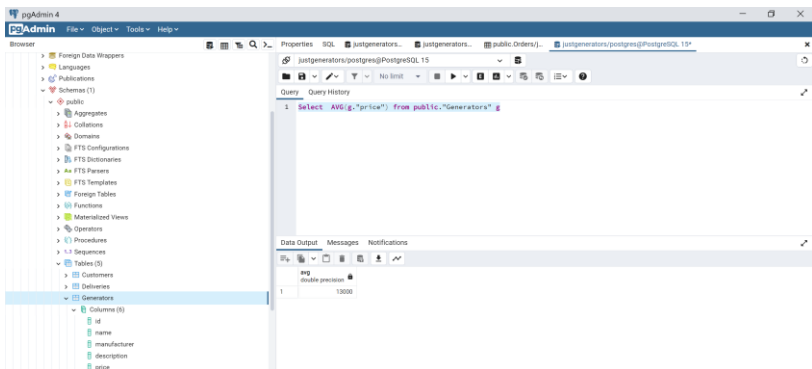 pgAdmin 4
pgAdmin File Object Tools Help
Browser
Properties SQL justgenerators... justgenerators... public.Orders/j... justgenerators/postgres@PostgreSQL 15*
Foreign Data Wrappers
Languages
Publications
Schemas (1)
public
Aggregates
Collations
Domains
FTS Configurations
FTS Dictionaries
Aa FTS Parsers
FTS Templates
Foreign Tables
Functions
Materialized Views
Operators
Procedures
1..3 Sequences
Tables (5)
Customers
Deliveries
Generators
Columns (6)
id
name
manufacturer
description
price
justgenerators/postgres@PostgreSQL 15
No limit
Query Query History
1 Select AVG(g."price") from public."Generators" g
Data Output Messages Notifications
avg
double precision
1 13000